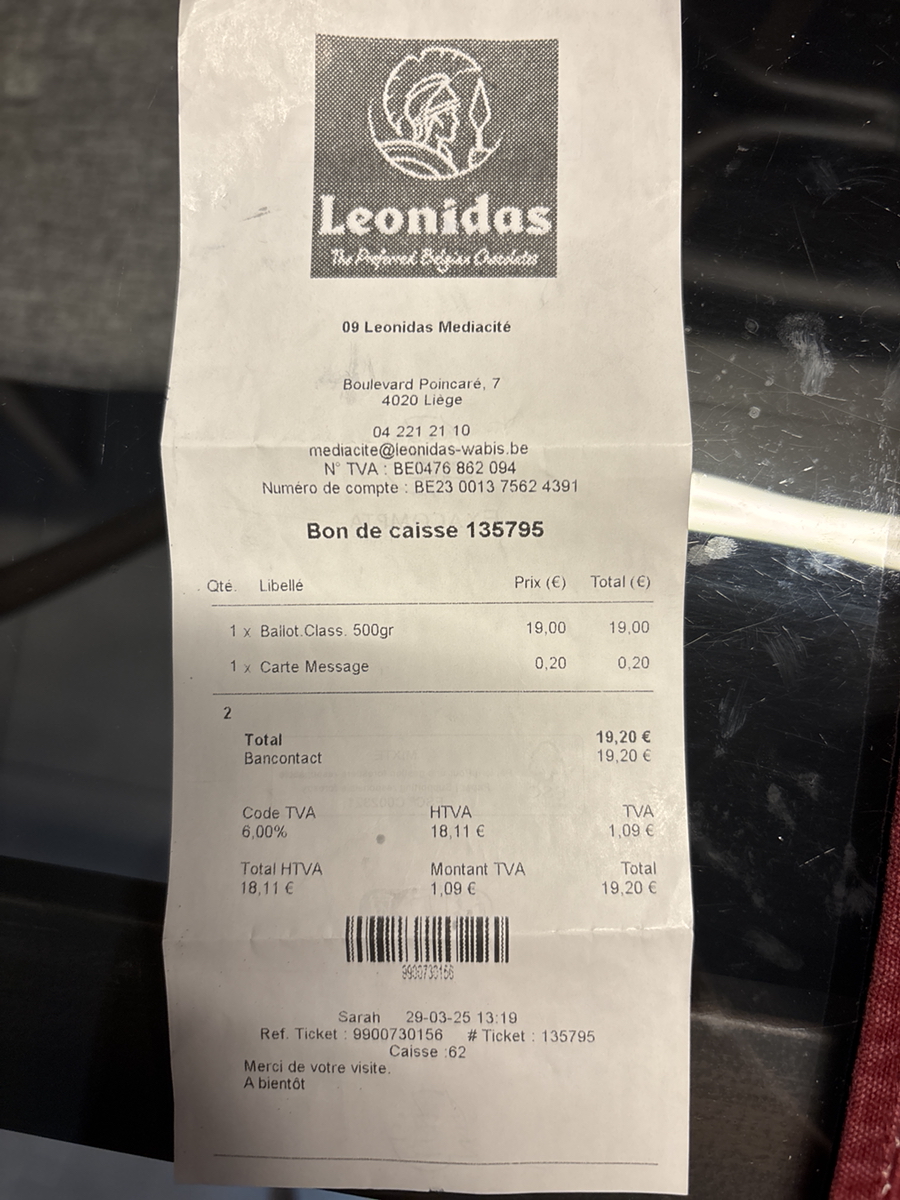 Leonidas
The Preferred Belgian Chocolates
09 Leonidas Mediacité
Boulevard Poincaré, 7
4020 Liège
04 221 21 10
mediacite@leonidas-wabis.be
N° TVA : BE0476 862 094
Numéro de compte : BE23 0013 7562 4391
Bon de caisse 135795
Qté. Libellé Prix (€) Total (€)
1 x Ballot.Class. 500gr 19,00 19,00
1 x Carte Message 0,20 0,20
2
Total 19,20 €
Bancontact 19,20 €
Code TVA HTVA TVA
6,00% 18,11 € 1,09 €
Total HTVA Montant TVA Total
18,11 € 1,09 € 19,20 €
9900730156
Sarah 29-03-25 13:19
Ref. Ticket : 9900730156 # Ticket : 135795
Caisse :62
Merci de votre visite.
A bientôt